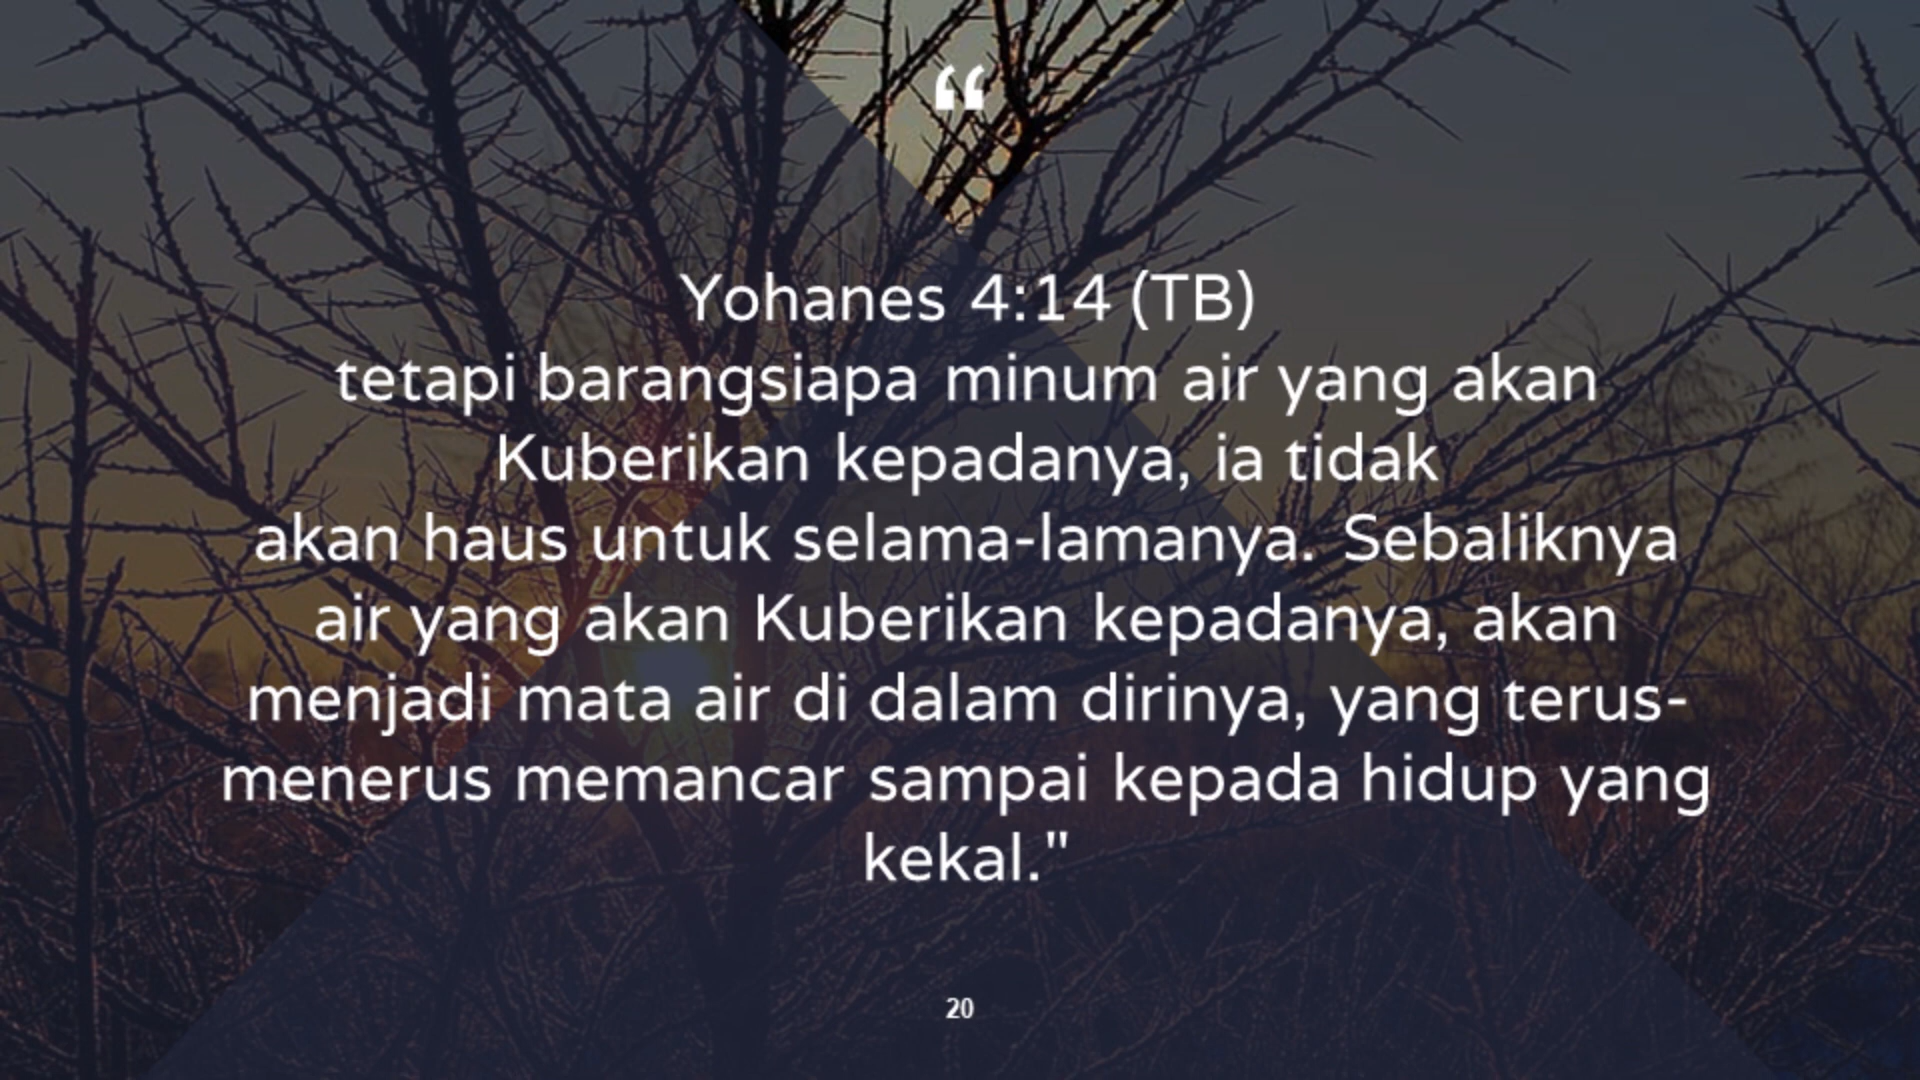 “
Yohanes 4:14 (TB)
tetapi barangsiapa minum air yang akan
Kuberikan kepadanya, ia tidak
akan haus untuk selama-lamanya. Sebaliknya
air yang akan Kuberikan kepadanya, akan
menjadi mata air di dalam dirinya, yang terus-
menerus memancar sampai kepada hidup yang
kekal."
20